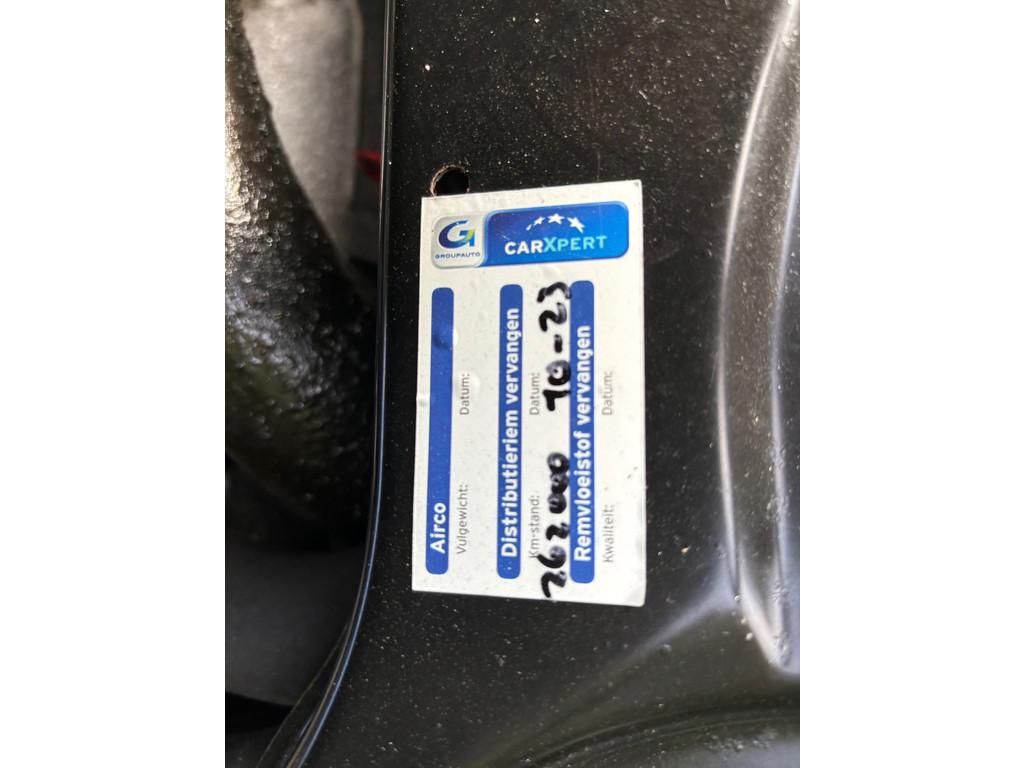 G
GROUPAUTO
CARXPERT
Airco
Vulgewicht: Datum:
Distributieriem vervangen
Km-stand: Datum:
262000 10-23
Remvloeistof vervangen
Kwaliteit: Datum: